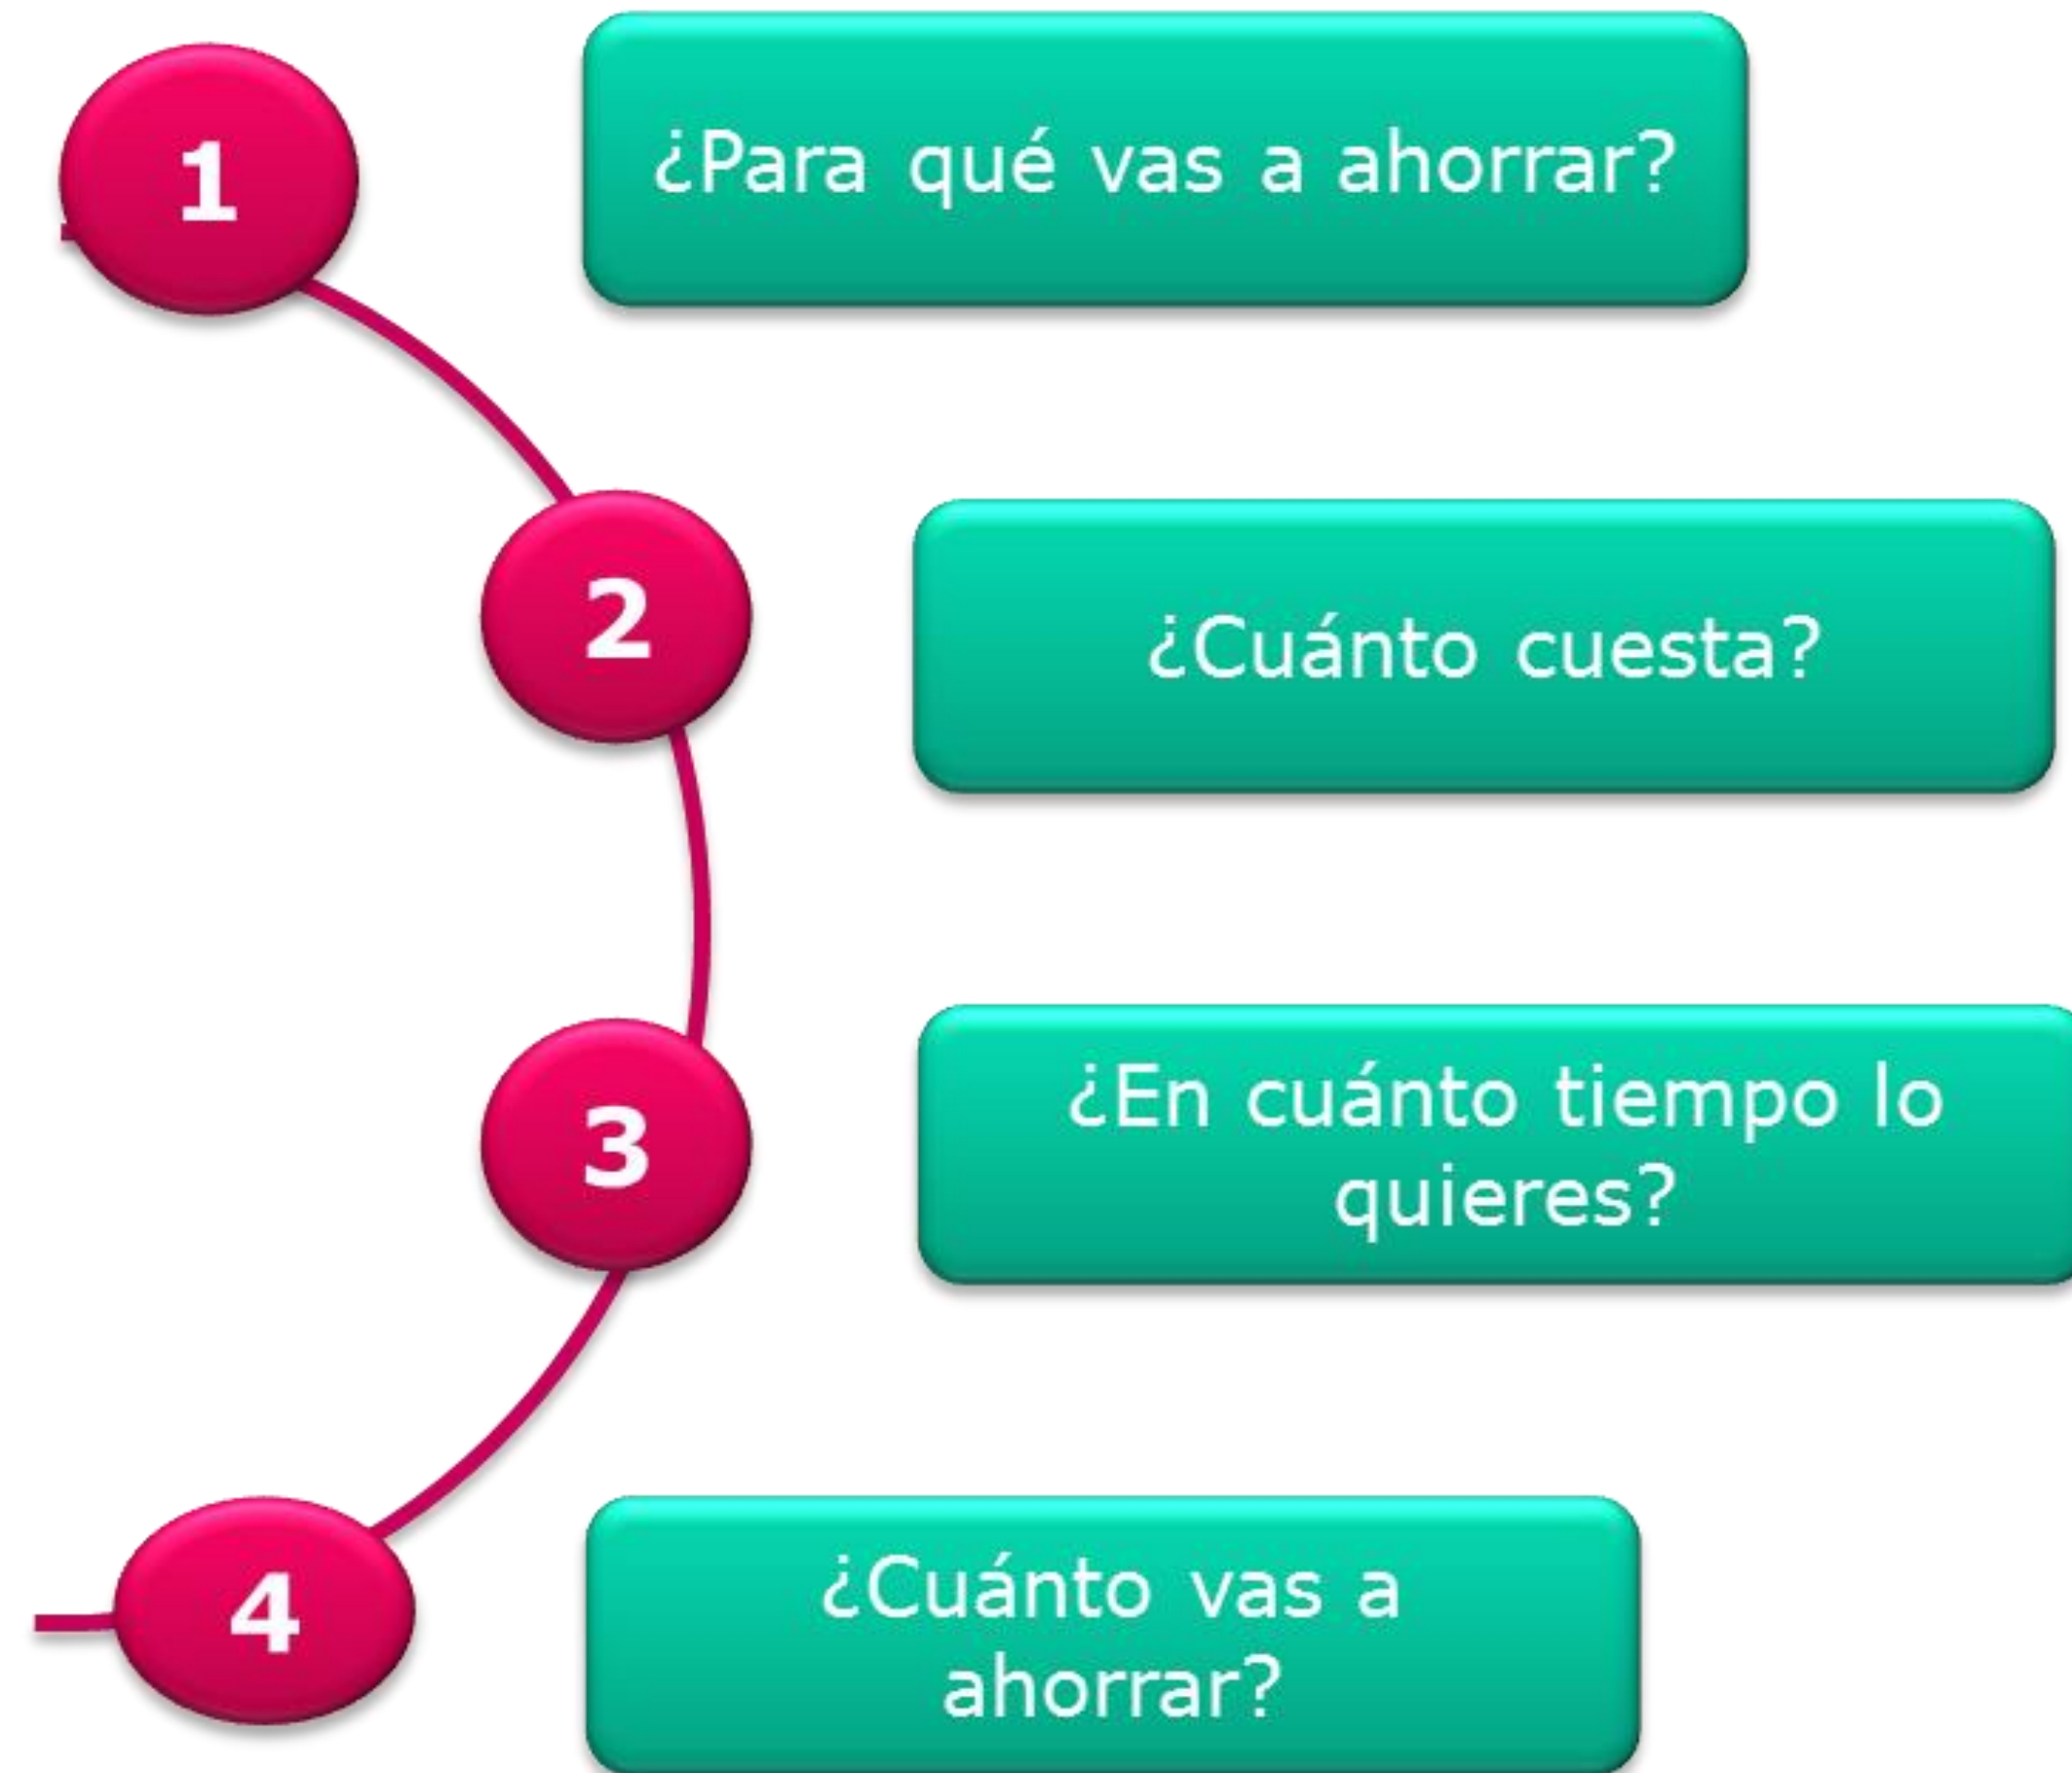 1
¿Para qué vas a ahorrar?
2
¿Cuánto cuesta?
3
¿En cuánto tiempo lo
quieres?
4
¿Cuánto vas a
ahorrar?